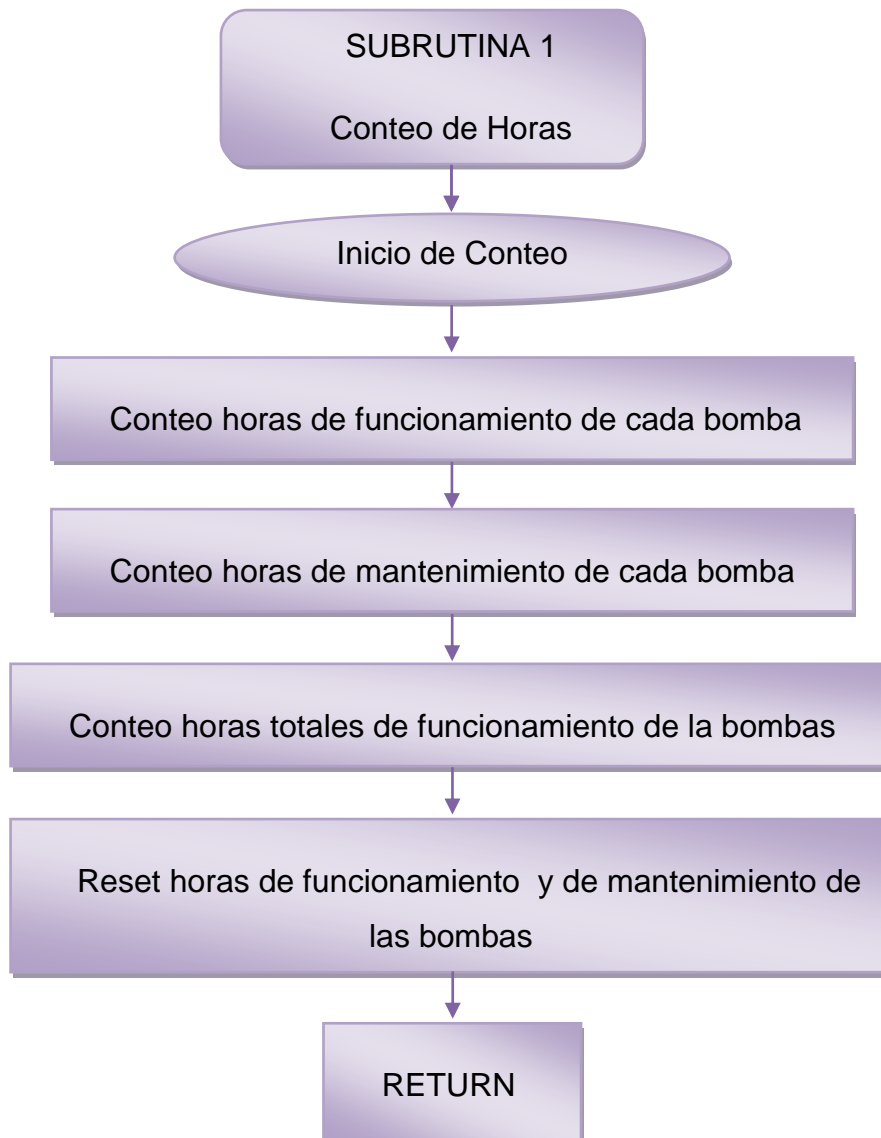 SUBRUTINA 1
Conteo de Horas
Inicio de Conteo
Conteo horas de funcionamiento de cada bomba
Conteo horas de mantenimiento de cada bomba
Conteo horas totales de funcionamiento de la bombas
Reset horas de funcionamiento y de mantenimiento de
las bombas
RETURN